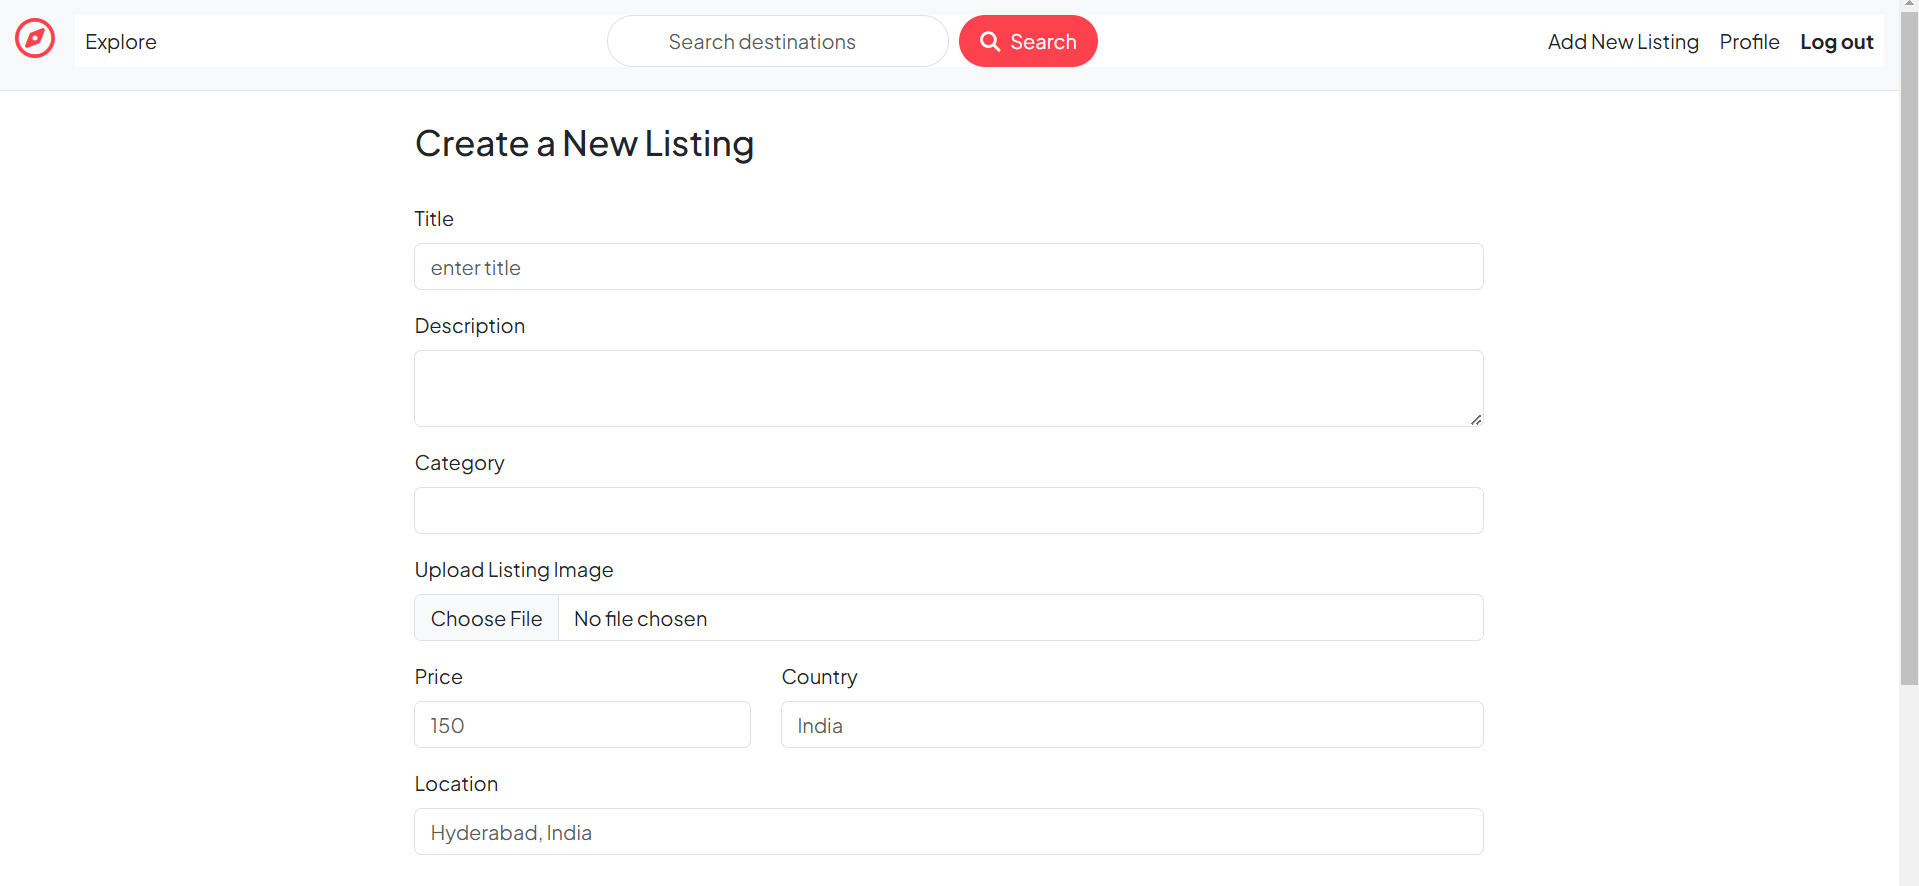 Explore
Search destinations
Search
Add New Listing
Profile
Log out
Create a New Listing
Title
enter title
Description
Category
Upload Listing Image
Choose File No file chosen
Price
Country
150
India
Location
Hyderabad, India